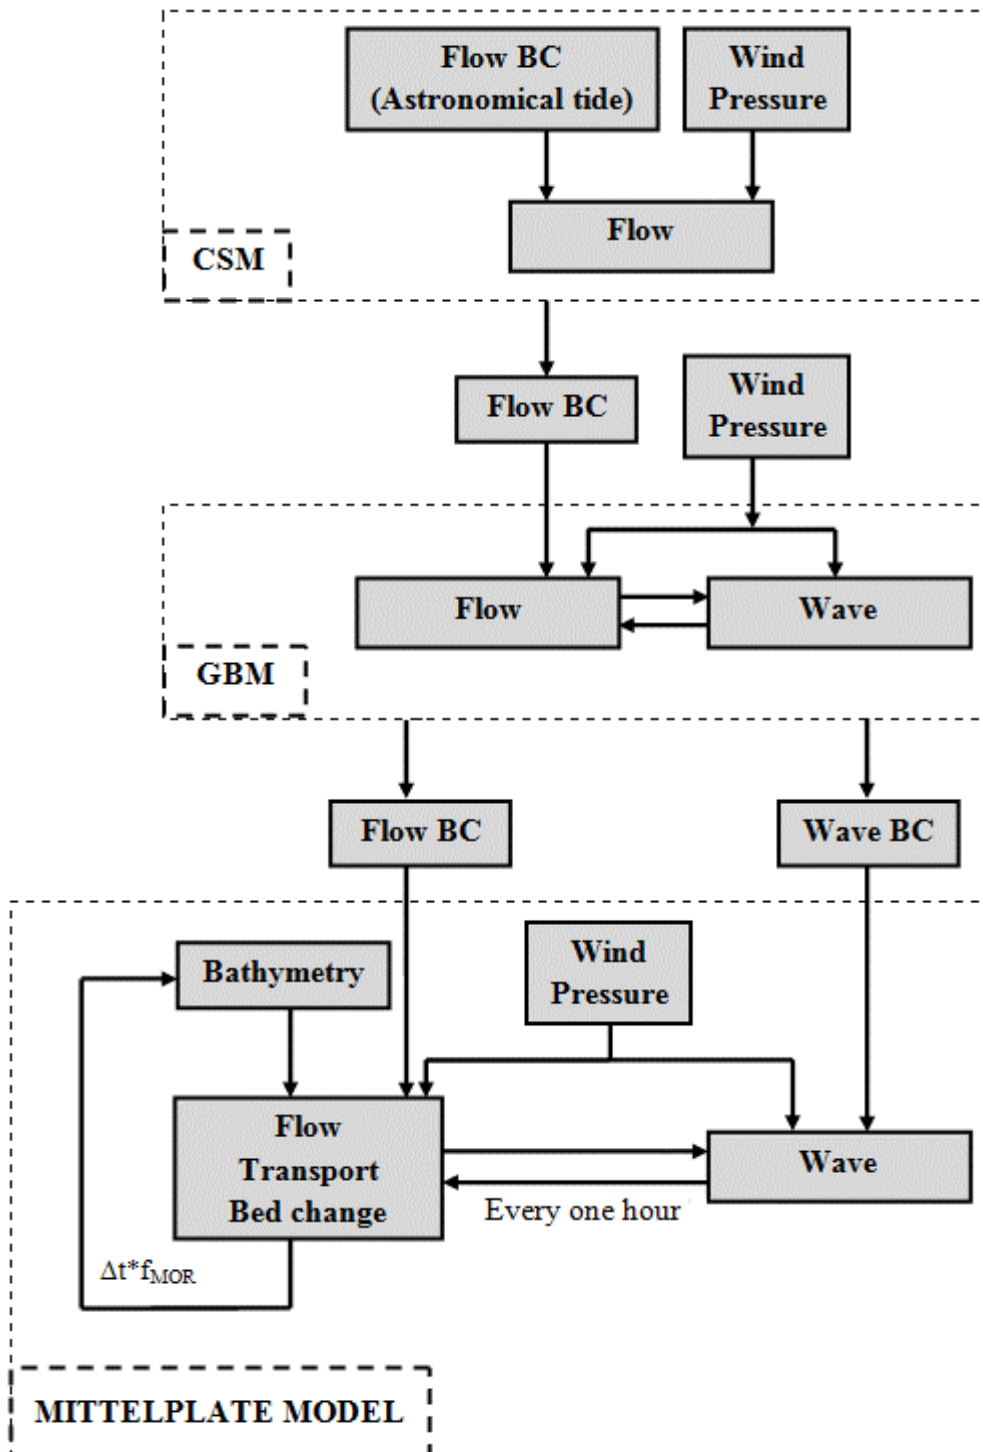 Flow BC
(Astronomical tide)
Wind
Pressure
Flow
CSM
Flow BC
Wind
Pressure
Flow
Wave
GBM
Flow BC
Wave BC
Bathymetry
Wind
Pressure
Flow
Transport
Bed change
Wave
Every one hour
Δt*fMOR
MITTELPLATE MODEL